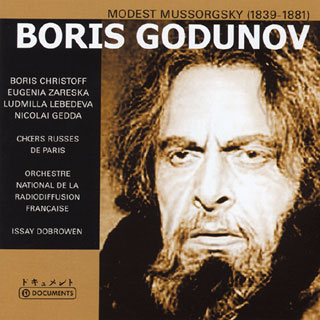 MODEST MUSSORGSKY (1839-1881)
BORIS GODUNOV
BORIS CHRISTOFF
EUGENIA ZARESKA
LUDMILLA LEBEDEVA
NICOLAI GEDDA
CHŒRS RUSSES
DE PARIS
ORCHESTRE
NATIONAL DE LA
RADIODIFFUSION
FRANÇAISE
ISSAY DOBROWEN
ドキュメント
DOCUMENTS